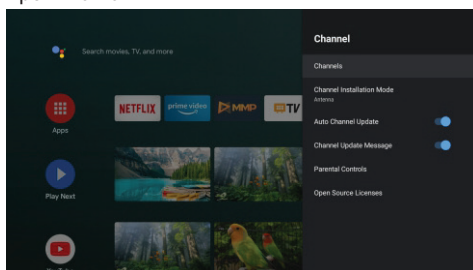 Search movies, TV, and more
Apps
NETFLIX
prime video
MMP
TV
Play Next
Channel
Channels
Channel Installation Mode
Antenna
Auto Channel Update
Channel Update Message
Parental Controls
Open Source Licenses